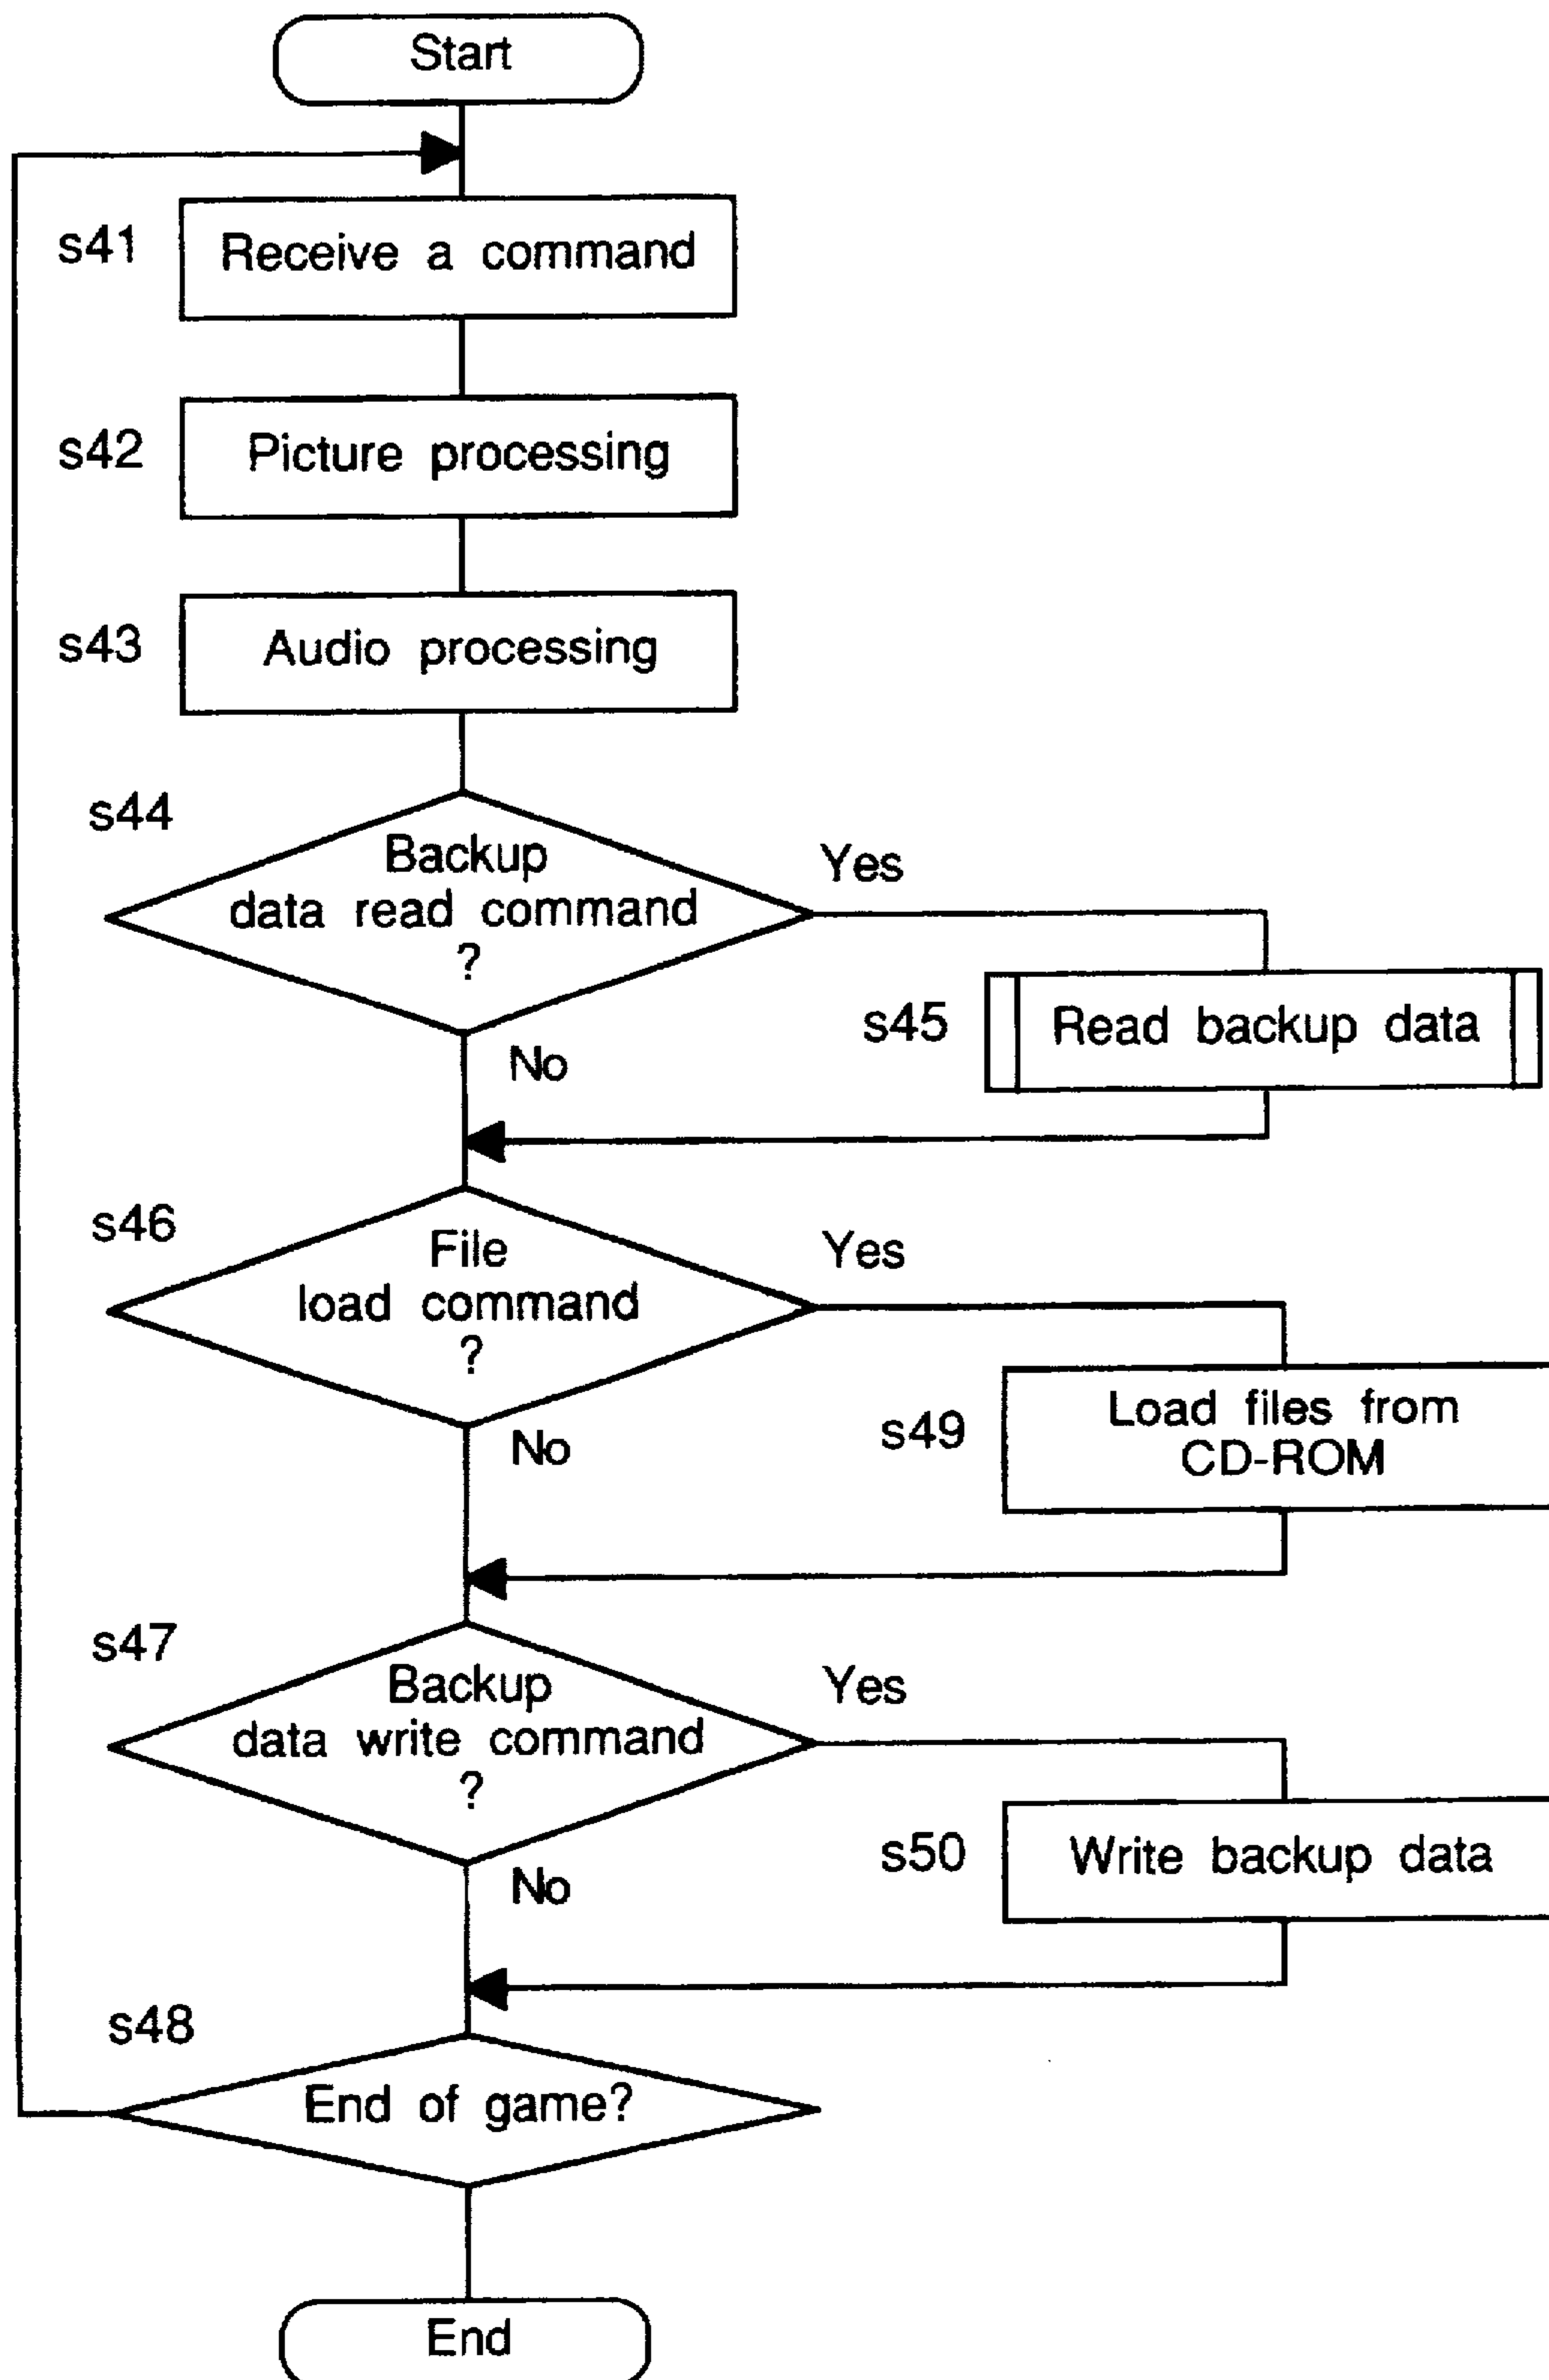 Start
s41
Receive a command
s42
Picture processing
s43
Audio processing
s44
Backup
data read command
?
Yes
No
s45
Read backup data
s46
File
load command
?
Yes
No
s49
Load files from
CD-ROM
s47
Backup
data write command
?
Yes
No
s50
Write backup data
s48
End of game?
End